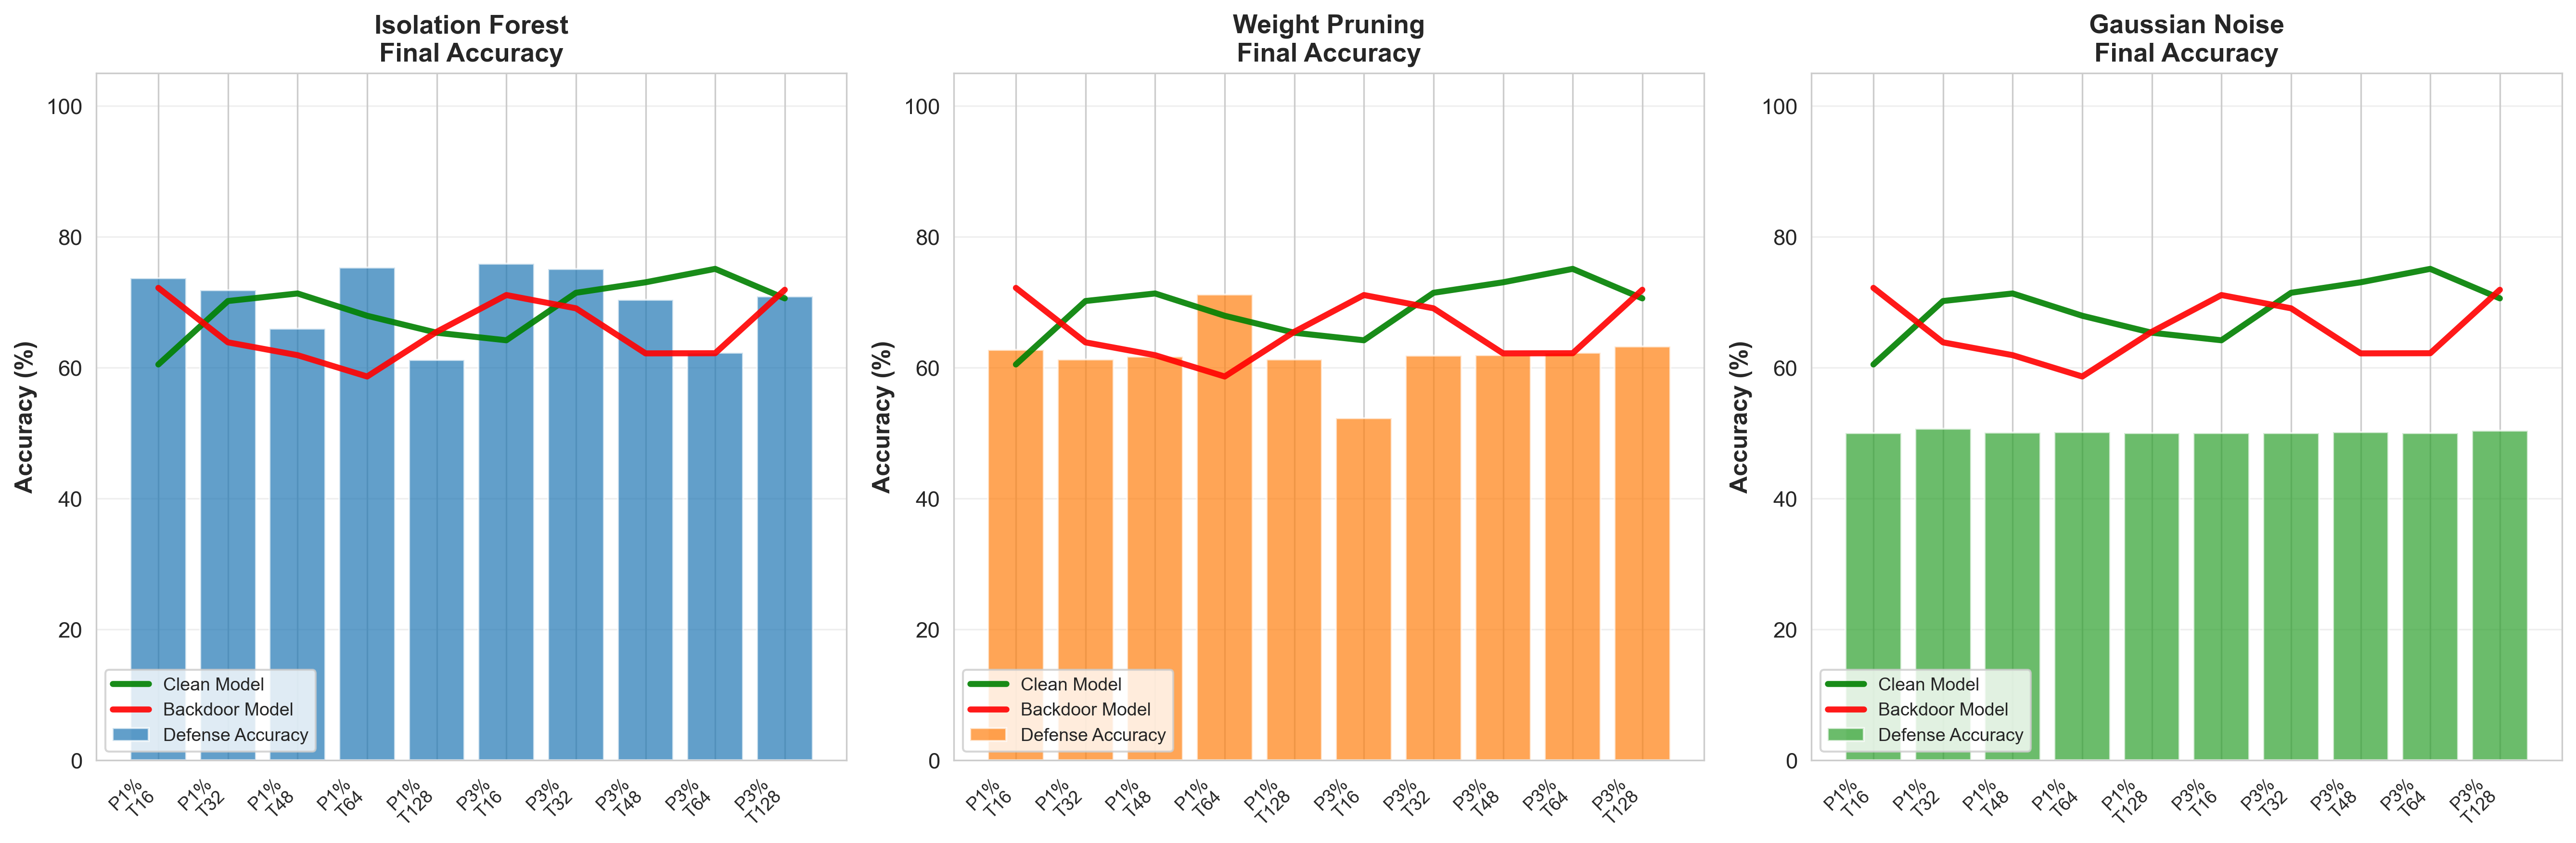 Isolation Forest
Final Accuracy
Accuracy (%)
100
80
60
40
20
0
Clean Model
Backdoor Model
Defense Accuracy
P1%
T16
P1%
T32
P1%
T48
P1%
T64
P1%
T128
P3%
T16
P3%
T32
P3%
T48
P3%
T64
P3%
T128
Weight Pruning
Final Accuracy
Accuracy (%)
100
80
60
40
20
0
Clean Model
Backdoor Model
Defense Accuracy
P1%
T16
P1%
T32
P1%
T48
P1%
T64
P1%
T128
P3%
T16
P3%
T32
P3%
T48
P3%
T64
P3%
T128
Gaussian Noise
Final Accuracy
Accuracy (%)
100
80
60
40
20
0
Clean Model
Backdoor Model
Defense Accuracy
P1%
T16
P1%
T32
P1%
T48
P1%
T64
P1%
T128
P3%
T16
P3%
T32
P3%
T48
P3%
T64
P3%
T128